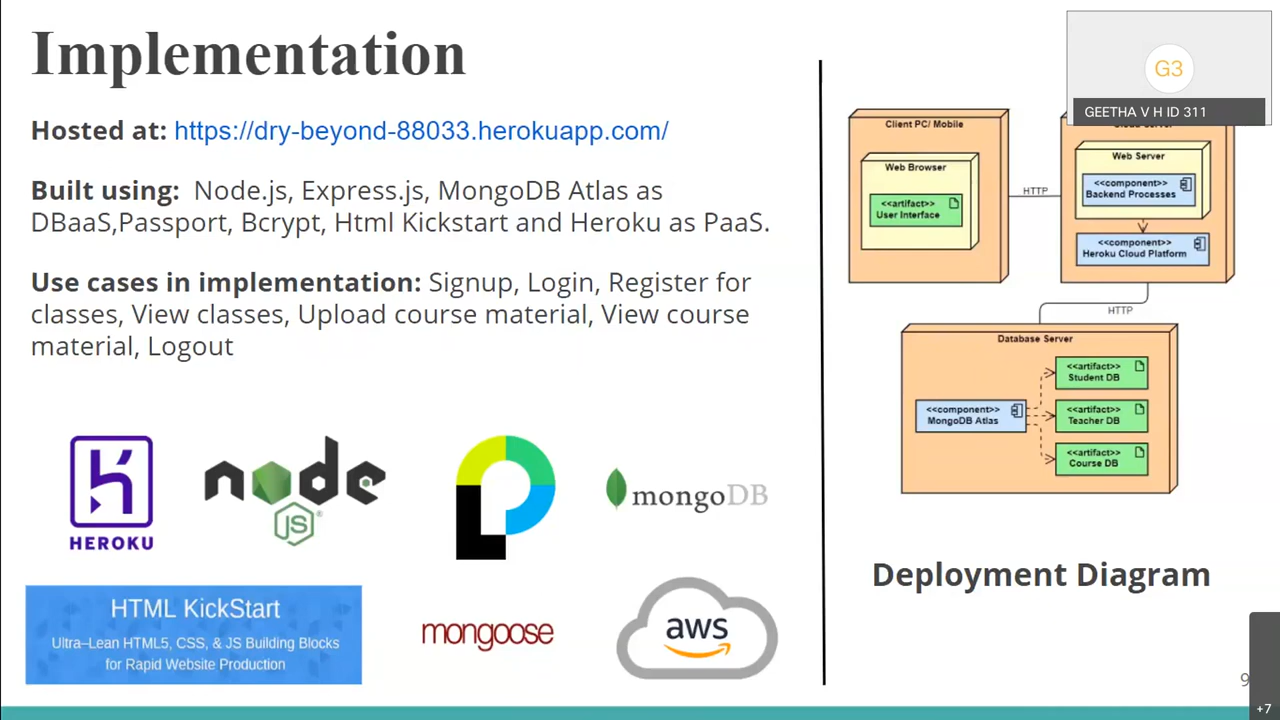 Implementation
Hosted at: https://dry-beyond-88033.herokuapp.com/
Built using: Node.js, Express.js, MongoDB Atlas as
DBaaS,Passport, Bcrypt, Html Kickstart and Heroku as PaaS.
Use cases in implementation: Signup, Login, Register for
classes, View classes, Upload course material, View course
material, Logout
HEROKU
node
JS
mongoDB
HTML KickStart
Ultra–Lean HTML5, CSS, & JS Building Blocks
for Rapid Website Production
mongoose
aws
G3
GEETHA V H ID 311
Client PC/ Mobile
Web Browser
<<artifact>>
User Interface
HTTP
Web Server
<<component>>
Backend Processes
<<component>>
Heroku Cloud Platform
HTTP
Database Server
<<component>>
MongoDB Atlas
<<artifact>>
Student DB
<<artifact>>
Teacher DB
<<artifact>>
Course DB
Deployment Diagram
9
+7